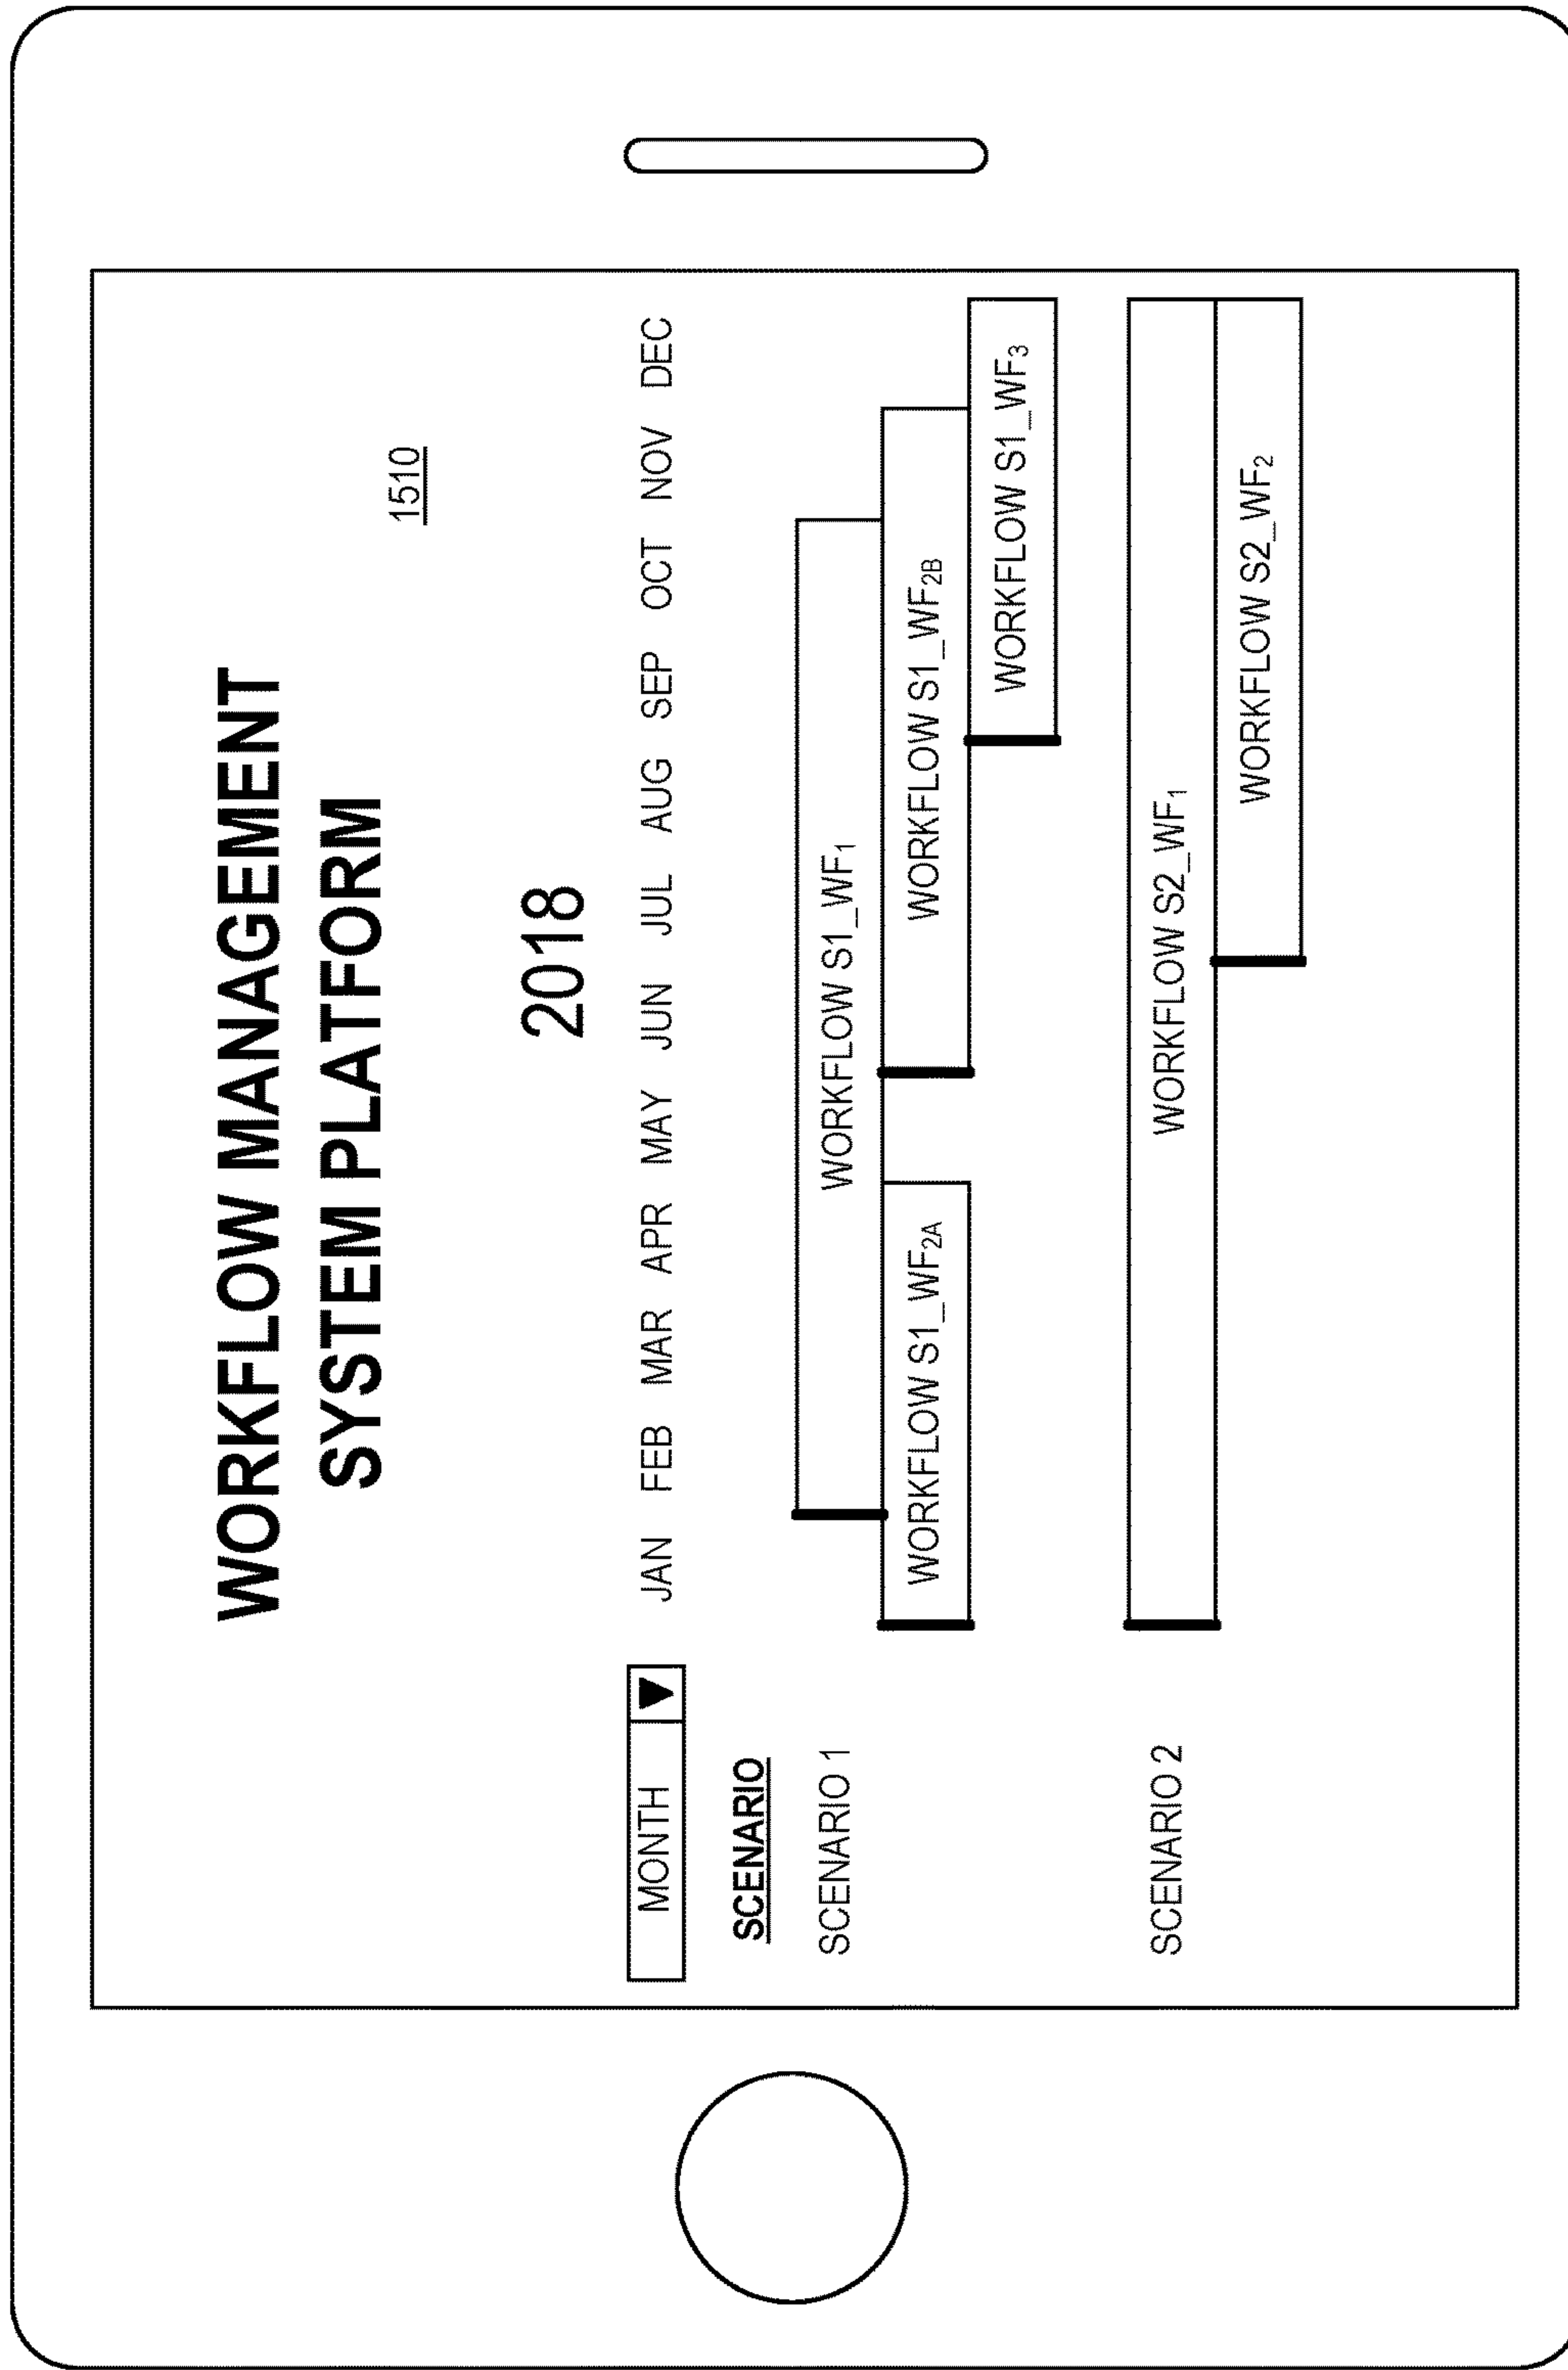 WORKFLOW MANAGEMENT
SYSTEM PLATFORM
1510
2018
MONTH ▼ JAN FEB MAR APR MAY JUN JUL AUG SEP OCT NOV DEC
SCENARIO
SCENARIO 1 WORKFLOW S1_WF₁
WORKFLOW S1_WF₂A WORKFLOW S1_WF₂B
WORKFLOW S1_WF₃
SCENARIO 2 WORKFLOW S2_WF₁
WORKFLOW S2_WF₂